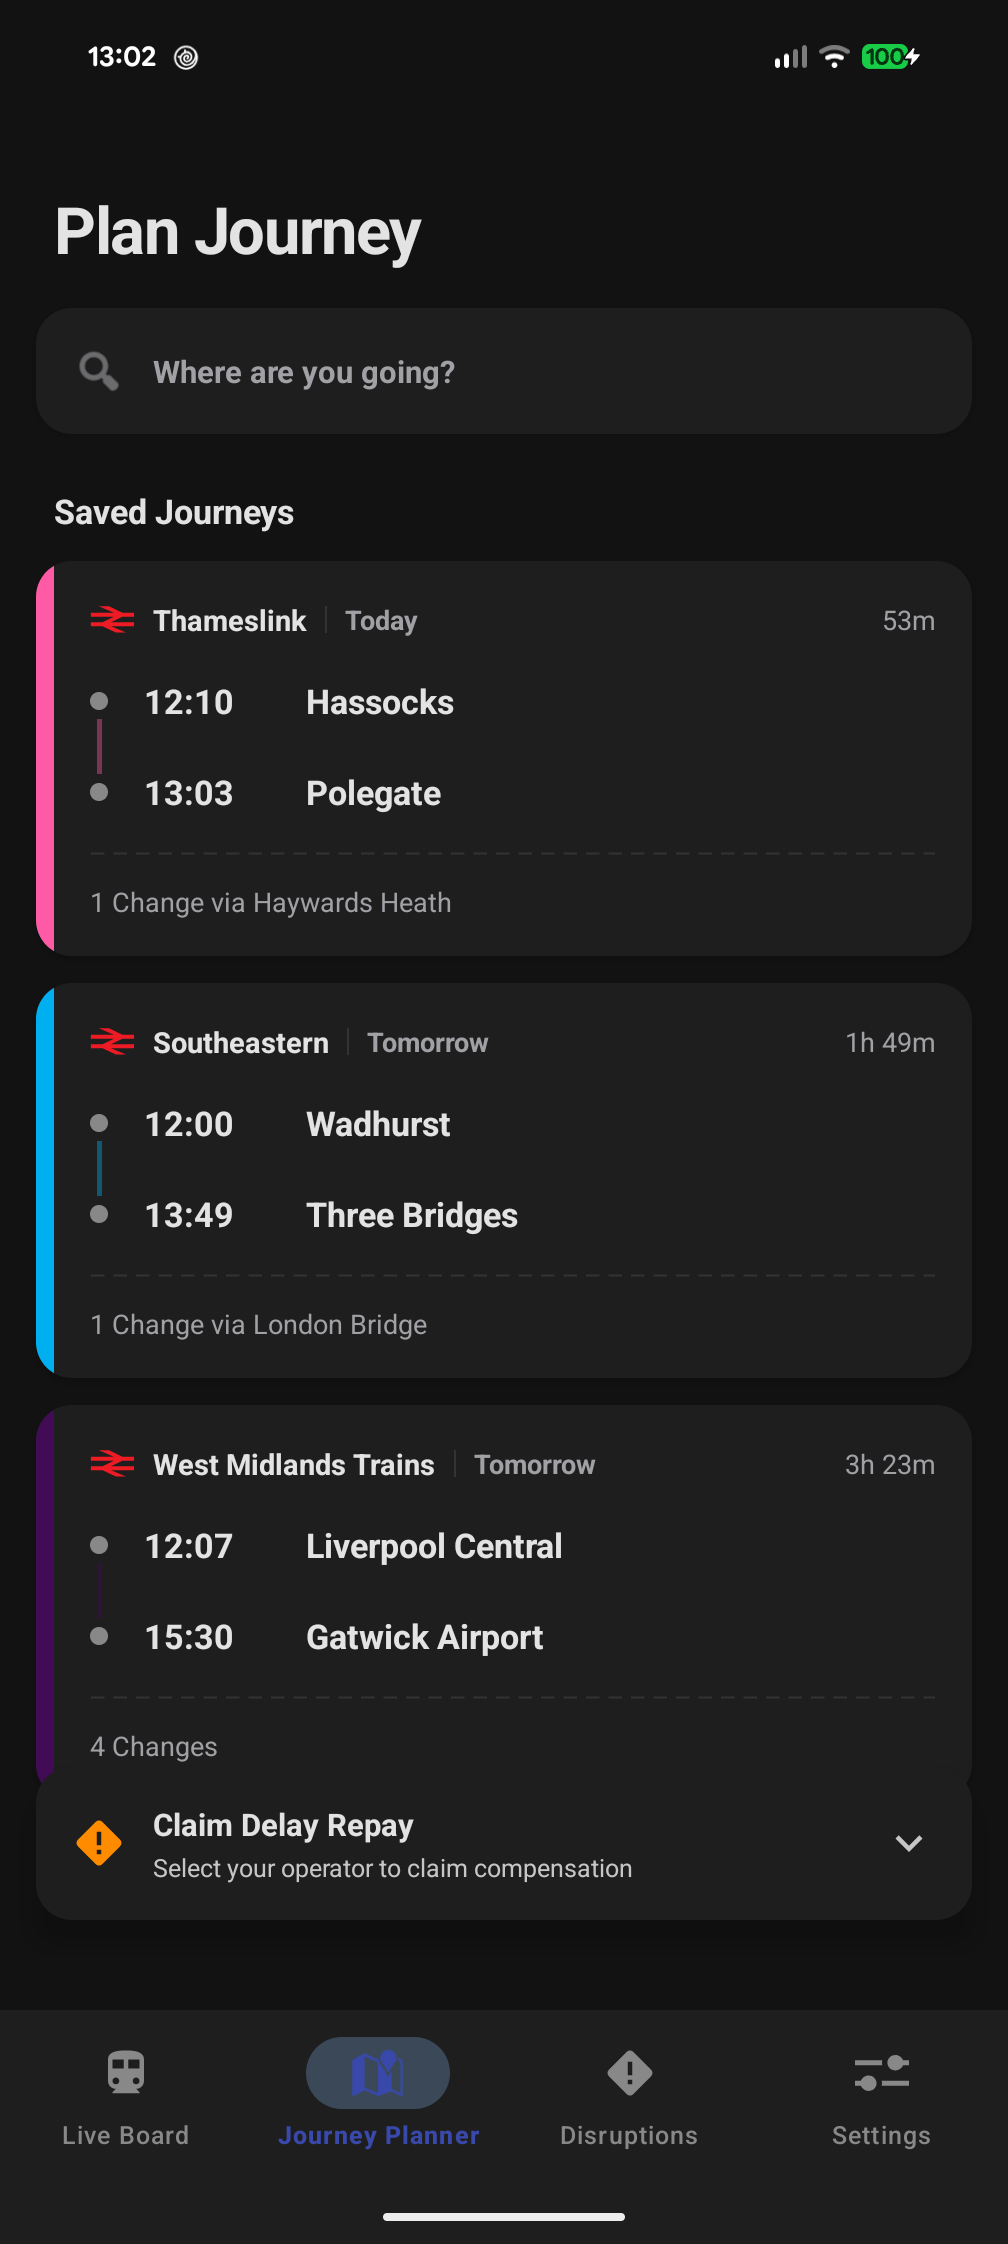 13:02
100
Plan Journey
Where are you going?
Saved Journeys
Thameslink Today 53m
12:10 Hassocks
13:03 Polegate
1 Change via Haywards Heath
Southeastern Tomorrow 1h 49m
12:00 Wadhurst
13:49 Three Bridges
1 Change via London Bridge
West Midlands Trains Tomorrow 3h 23m
12:07 Liverpool Central
15:30 Gatwick Airport
4 Changes
Claim Delay Repay
Select your operator to claim compensation
Live Board Journey Planner Disruptions Settings